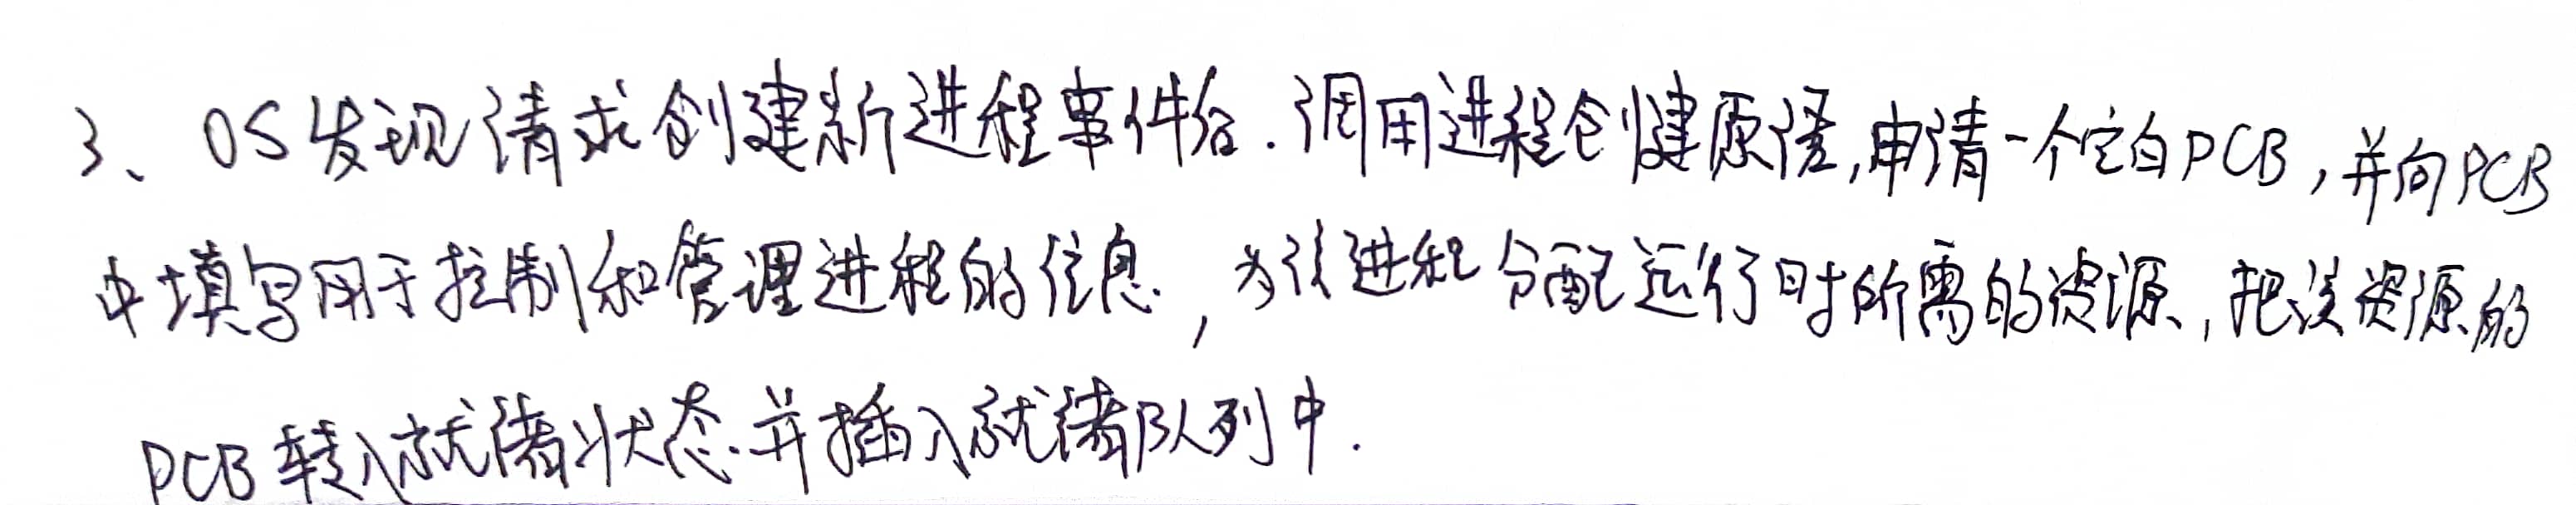 3、OS发现请求创建新进程事件后.调用进程创健原语,申请一个空白PCB,并向PCB
中填写用于控制和管理进程的信息,为该进程分配运行时所需的资源,把该资源的
PCB转入就绪状态.并插入就绪队列中.